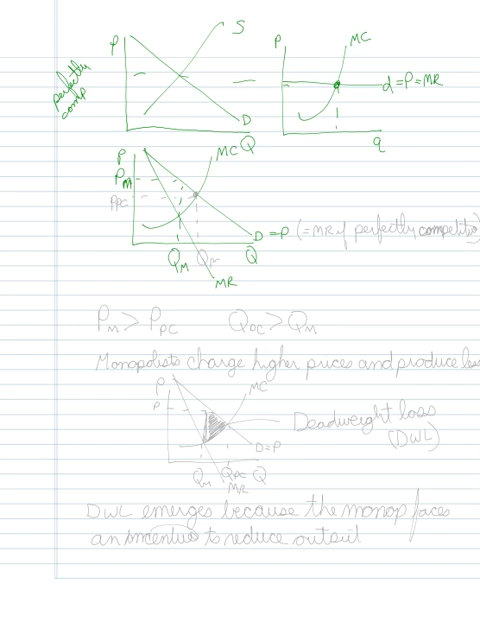 P S P MC
perfectly
comp
d=P=MR
D
Q q
P MC
PM
PPC
D=P (=MR if perfectly competitive
QM Qm Q
MR
PM > PPC QPC > QM
Monopolists charge higher prices and produce less
P MC
P
Deadweight loss
(DWL)
D=P
QM QPC Q
MR
DWL emerges because the monop faces
an incentive to reduce output